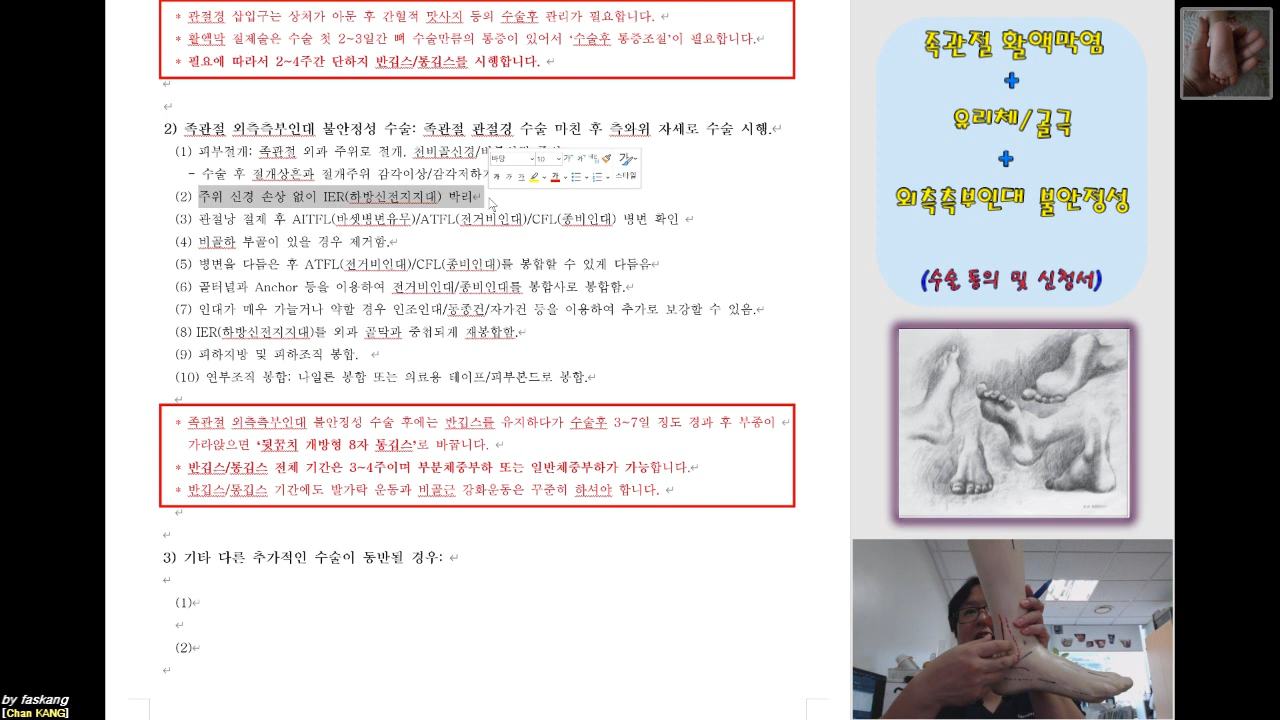 * 관절경 삽입구는 상처가 아문 후 간헐적 맛사지 등의 수술후 관리가 필요합니다.
* 활액막 절제술은 수술 첫 2~3일간 뼈 수술만큼의 통증이 있어서 ‘수술후 통증조절’이 필요합니다.
* 필요에 따라서 2~4주간 단하지 반깁스/통깁스를 시행합니다.
2) 족관절 외측측부인대 불안정성 수술: 족관절 관절경 수술 마친 후 측와위 자세로 수술 시행.
(1) 피부절개: 족관절 외과 주위로 절개. 천비골신경/
- 수술 후 절개상흔과 절개주위 감각이상/감각저하
바탕 10
가 가 가 가 스타일
(2) 주위 신경 손상 없이 IER(하방신전지지대) 박리
(3) 관절낭 절제 후 AITFL(바셋병변유무)/ATFL(전거비인대)/CFL(종비인대) 병변 확인
(4) 비골하 부골이 있을 경우 제거함.
(5) 병변을 다듬은 후 ATFL(전거비인대)/CFL(종비인대)를 봉합할 수 있게 다듬음
(6) 골터널과 Anchor 등을 이용하여 전거비인대/종비인대를 봉합사로 봉합함.
(7) 인대가 매우 가늘거나 약할 경우 인조인대/동종건/자가건 등을 이용하여 추가로 보강할 수 있음.
(8) IER(하방신전지지대)를 외과 골막과 중첩되게 재봉합함.
(9) 피하지방 및 피하조직 봉합.
(10) 연부조직 봉합: 나일론 봉합 또는 의료용 테이프/피부본드로 봉합.
* 족관절 외측측부인대 불안정성 수술 후에는 반깁스를 유지하다가 수술후 3~7일 정도 경과 후 부종이
가라앉으면 ‘뒷꿈치 개방형 8자 통깁스’로 바꿉니다.
* 반깁스/통깁스 전체 기간은 3~4주이며 부분체중부하 또는 일반체중부하가 가능합니다.
* 반깁스/통깁스 기간에도 발가락 운동과 비골근 강화운동은 꾸준히 하셔야 합니다.
3) 기타 다른 추가적인 수술이 동반될 경우:
(1)
(2)
족관절 활액막염
+
유리체/골극
+
외측측부인대 불안정성
(수술 동의 및 신청서)
by faskang
[Chan KANG]